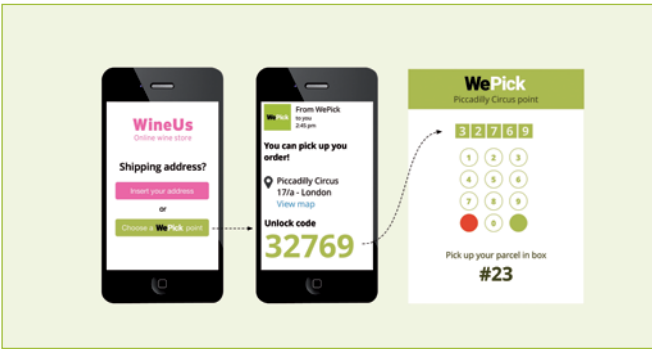 WineUs
Online wine store
Shipping address?
Insert your address
or
Choose a WePick point
WePick
From WePick
to you
2:45 pm
You can pick up you
order!
Piccadilly Circus
17/a - London
View map
Unlock code
32769
WePick
Piccadilly Circus point
3 2 7 6 9
1 2 3
4 5 6
7 8 9
0
Pick up your parcel in box
#23